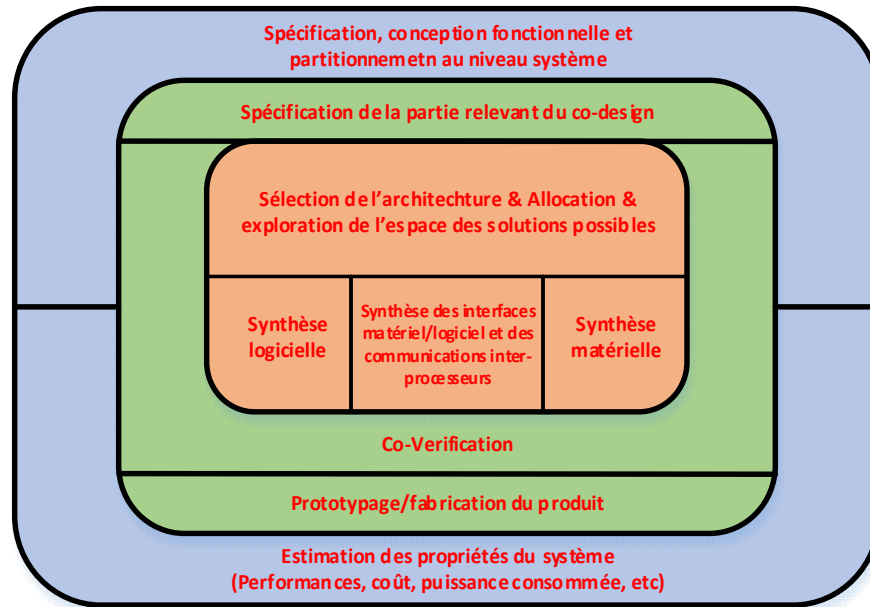 Spécification, conception fonctionnelle et
partitionnemetn au niveau système
Spécification de la partie relevant du co-design
Sélection de l'architechture & Allocation &
exploration de l'espace des solutions possibles
Synthèse
logicielle
Synthèse des interfaces
matériel/logiciel et des
communications inter-
processeurs
Synthèse
matérielle
Co-Verification
Prototypage/fabrication du produit
Estimation des propriétés du système
(Performances, coût, puissance consommée, etc)